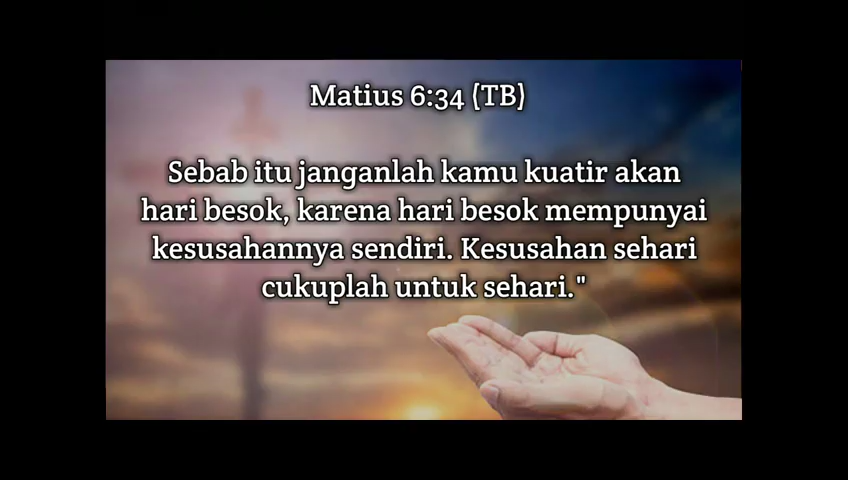 Matius 6:34 (TB)
Sebab itu janganlah kamu kuatir akan
hari besok, karena hari besok mempunyai
kesusahannya sendiri. Kesusahan sehari
cukuplah untuk sehari."